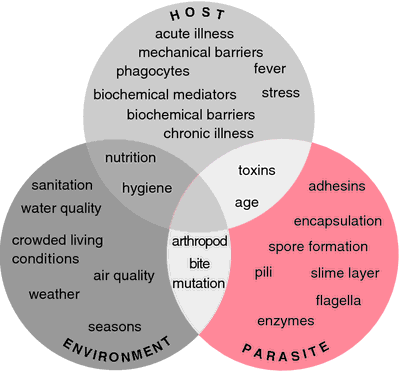 HOST
acute illness
mechanical barriers
phagocytes
fever
biochemical mediators
stress
biochemical barriers
chronic illness
nutrition
hygiene
toxins
age
sanitation
water quality
crowded living
conditions
air quality
weather
seasons
ENVIRONMENT
arthropod
bite
mutation
adhesins
encapsulation
spore formation
pili
slime layer
flagella
enzymes
PARASITE